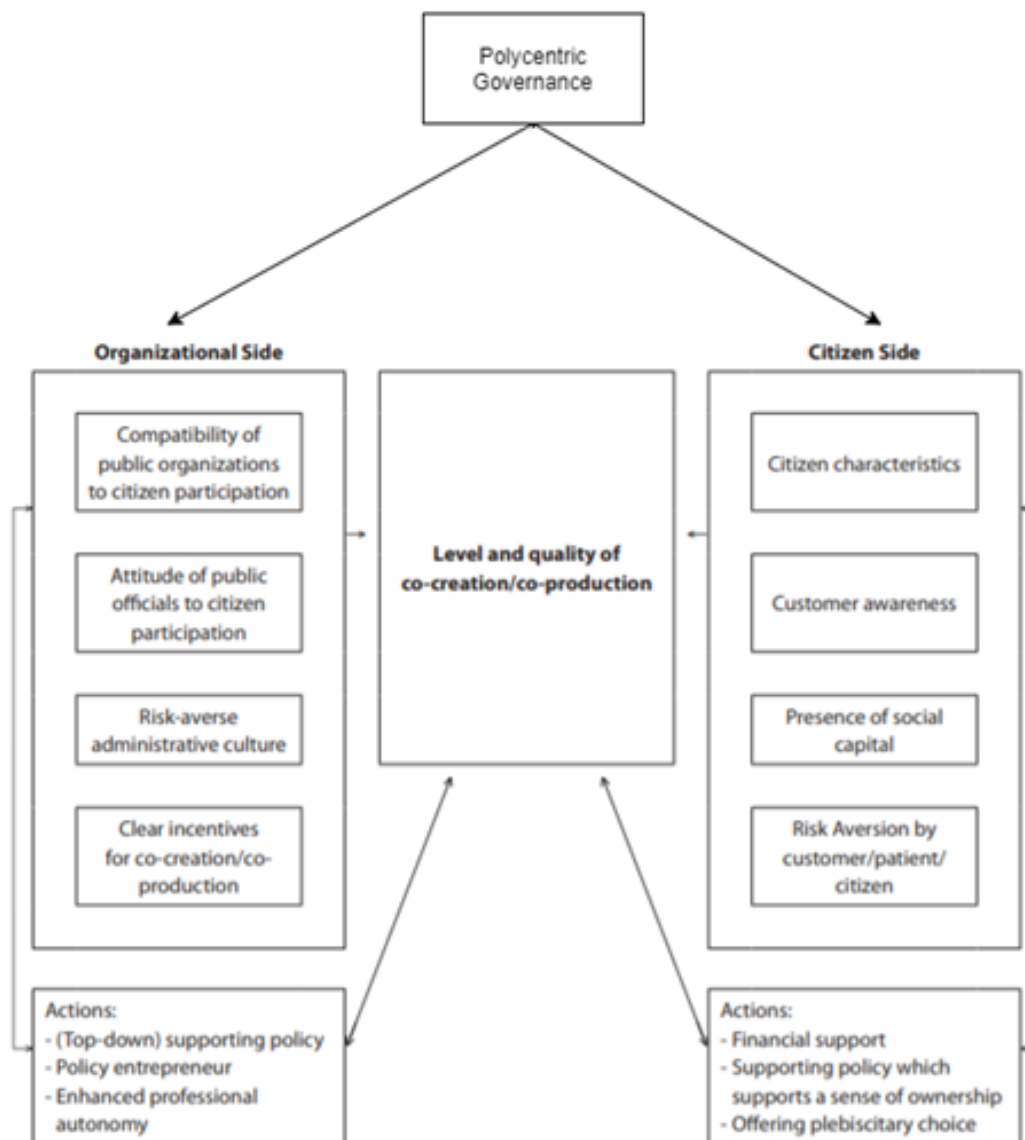 Polycentric
Governance
Organizational Side
Citizen Side
Compatibility of
public organizations
to citizen participation
Attitude of public
officials to citizen
participation
Risk-averse
administrative culture
Clear incentives
for co-creation/co-
production
Level and quality of
co-creation/co-production
Citizen characteristics
Customer awareness
Presence of social
capital
Risk Aversion by
customer/patient/
citizen
Actions:
- (Top-down) supporting policy
- Policy entrepreneur
- Enhanced professional
autonomy
Actions:
- Financial support
- Supporting policy which
supports a sense of ownership
- Offering plebiscitary choice